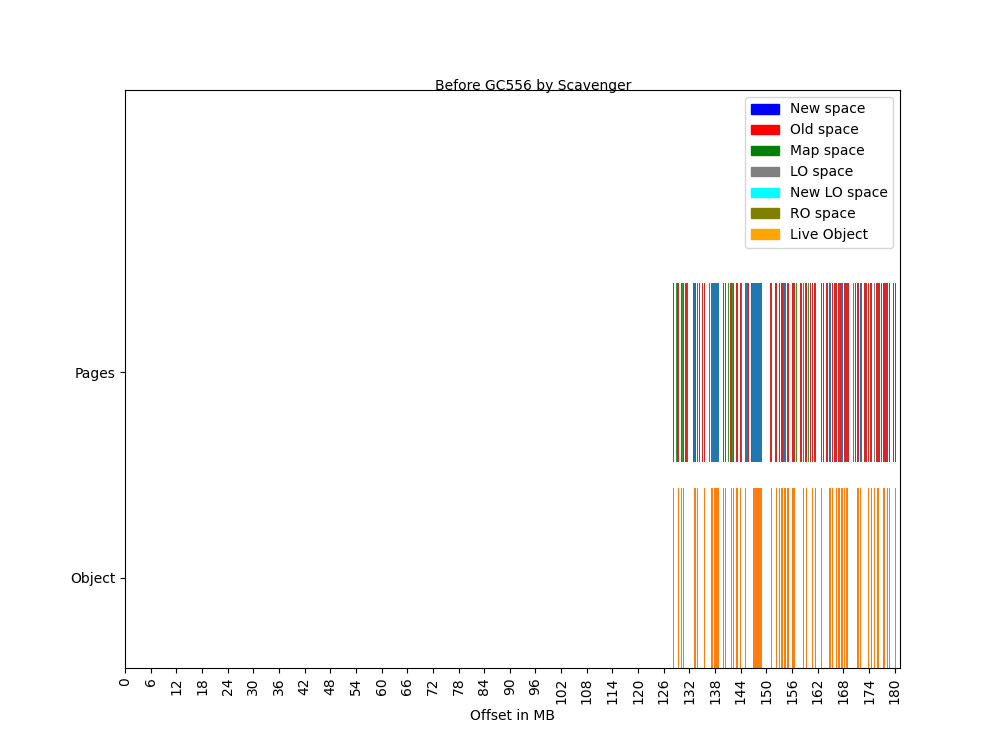 Before GC556 by Scavenger
New space
Old space
Map space
LO space
New LO space
RO space
Live Object
Pages
Object
0 6 12 18 24 30 36 42 48 54 60 66 72 78 84 90 96 102 108 114 120 126 132 138 144 150 156 162 168 174 180
Offset in MB